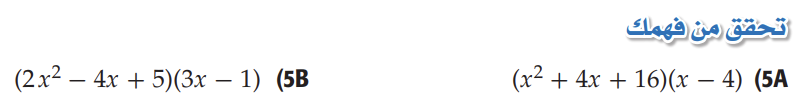 تحقق من فهمك
(x² + 4x + 16)(x − 4) (5A
(2x² − 4x + 5)(3x − 1) (5B